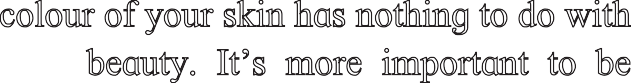 colour of your skin has nothing to do with
beauty. It's more important to be